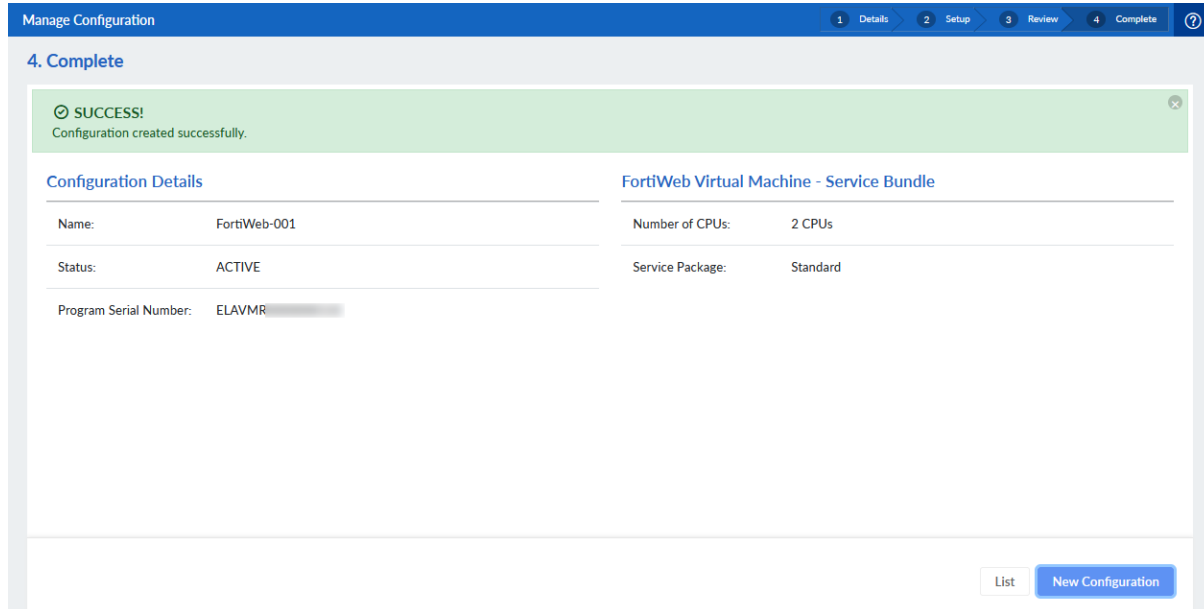 Manage Configuration
1 Details
2 Setup
3 Review
4 Complete
4. Complete
SUCCESS!
Configuration created successfully.
Configuration Details
Name: FortiWeb-001
Status: ACTIVE
Program Serial Number: ELAVMR
FortiWeb Virtual Machine - Service Bundle
Number of CPUs: 2 CPUs
Service Package: Standard
List
New Configuration